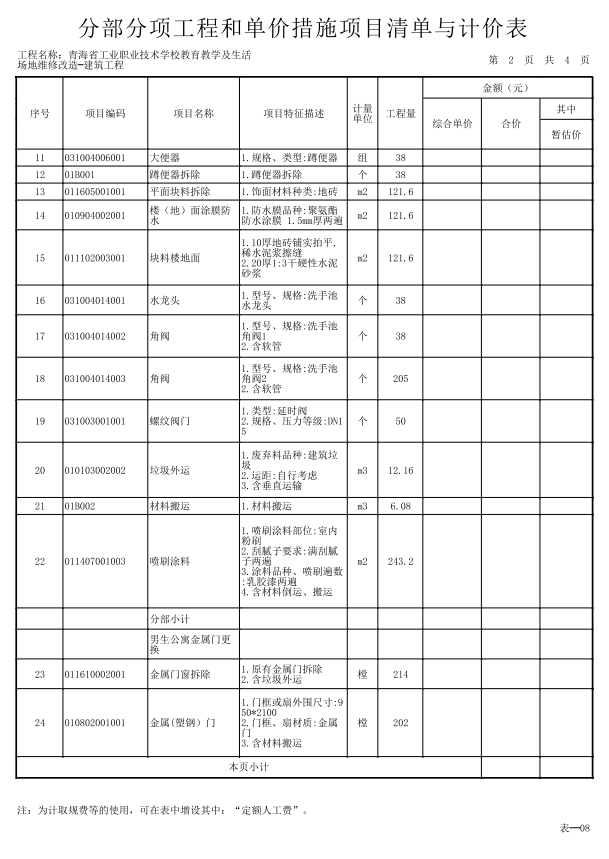 分部分项工程和单价措施项目清单与计价表
工程名称：青海省工业职业技术学校教育教学及生活
场地维修改造-建筑工程
第 2 页 共 4 页
序号 项目编码 项目名称 项目特征描述 计量单位 工程量 金额（元）
综合单价 合价 其中
暂估价
11 031004006001 大便器 1.规格、类型:蹲便器 组 38
12 01B001 蹲便器拆除 1.蹲便器拆除 个 38
13 011605001001 平面块料拆除 1.饰面材料种类:地砖 m2 121.6
14 010904002001 楼（地）面涂膜防水 1.防水膜品种:聚氨酯
防水涂膜 1.5mm厚两遍 m2 121.6
15 011102003001 块料楼地面 1.10厚地砖铺实拍平,
稀水泥浆擦缝
2.20厚1:3干硬性水泥
砂浆 m2 121.6
16 031004014001 水龙头 1.型号、规格:洗手池
水龙头 个 38
17 031004014002 角阀 1.型号、规格:洗手池
角阀1
2.含软管 个 38
18 031004014003 角阀 1.型号、规格:洗手池
角阀2
2.含软管 个 205
19 031003001001 螺纹阀门 1.类型:延时阀
2.规格、压力等级:DN1
5 个 50
20 010103002002 垃圾外运 1.废弃料品种:建筑垃
圾
2.运距:自行考虑
3.含垂直运输 m3 12.16
21 01B002 材料搬运 1.材料搬运 m3 6.08
22 011407001003 喷刷涂料 1.喷刷涂料部位:室内
粉刷
2.刮腻子要求:满刮腻
子两遍
3.涂料品种、喷刷遍数
:乳胶漆两遍
4.含材料倒运、搬运 m2 243.2
分部小计
男生公寓金属门更
换
23 011610002001 金属门窗拆除 1.原有金属门拆除
2.含垃圾外运 樘 214
24 010802001001 金属(塑钢）门 1.门框或扇外围尺寸:9
50*2100
2.门框、扇材质:金属
门
3.含材料搬运 樘 202
本页小计
注：为计取规费等的使用，可在表中增设其中：“定额人工费”。
表—08